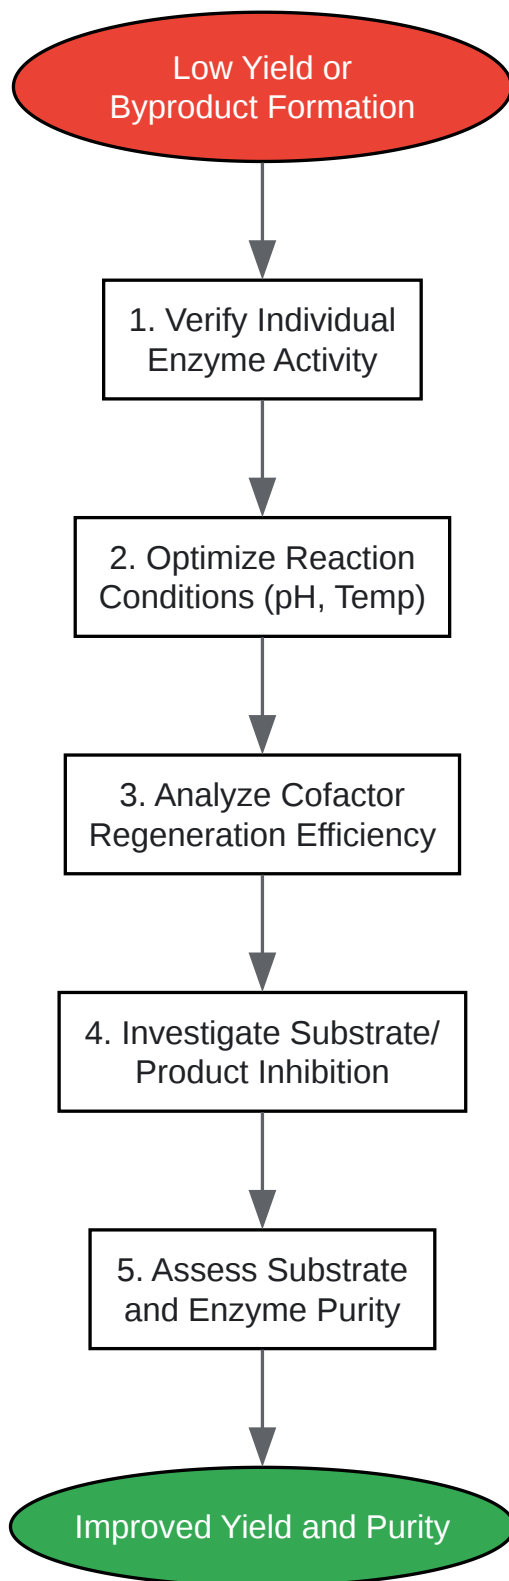 Low Yield or
Byproduct Formation
1. Verify Individual
Enzyme Activity
2. Optimize Reaction
Conditions (pH, Temp)
3. Analyze Cofactor
Regeneration Efficiency
4. Investigate Substrate/
Product Inhibition
5. Assess Substrate
and Enzyme Purity
Improved Yield and Purity